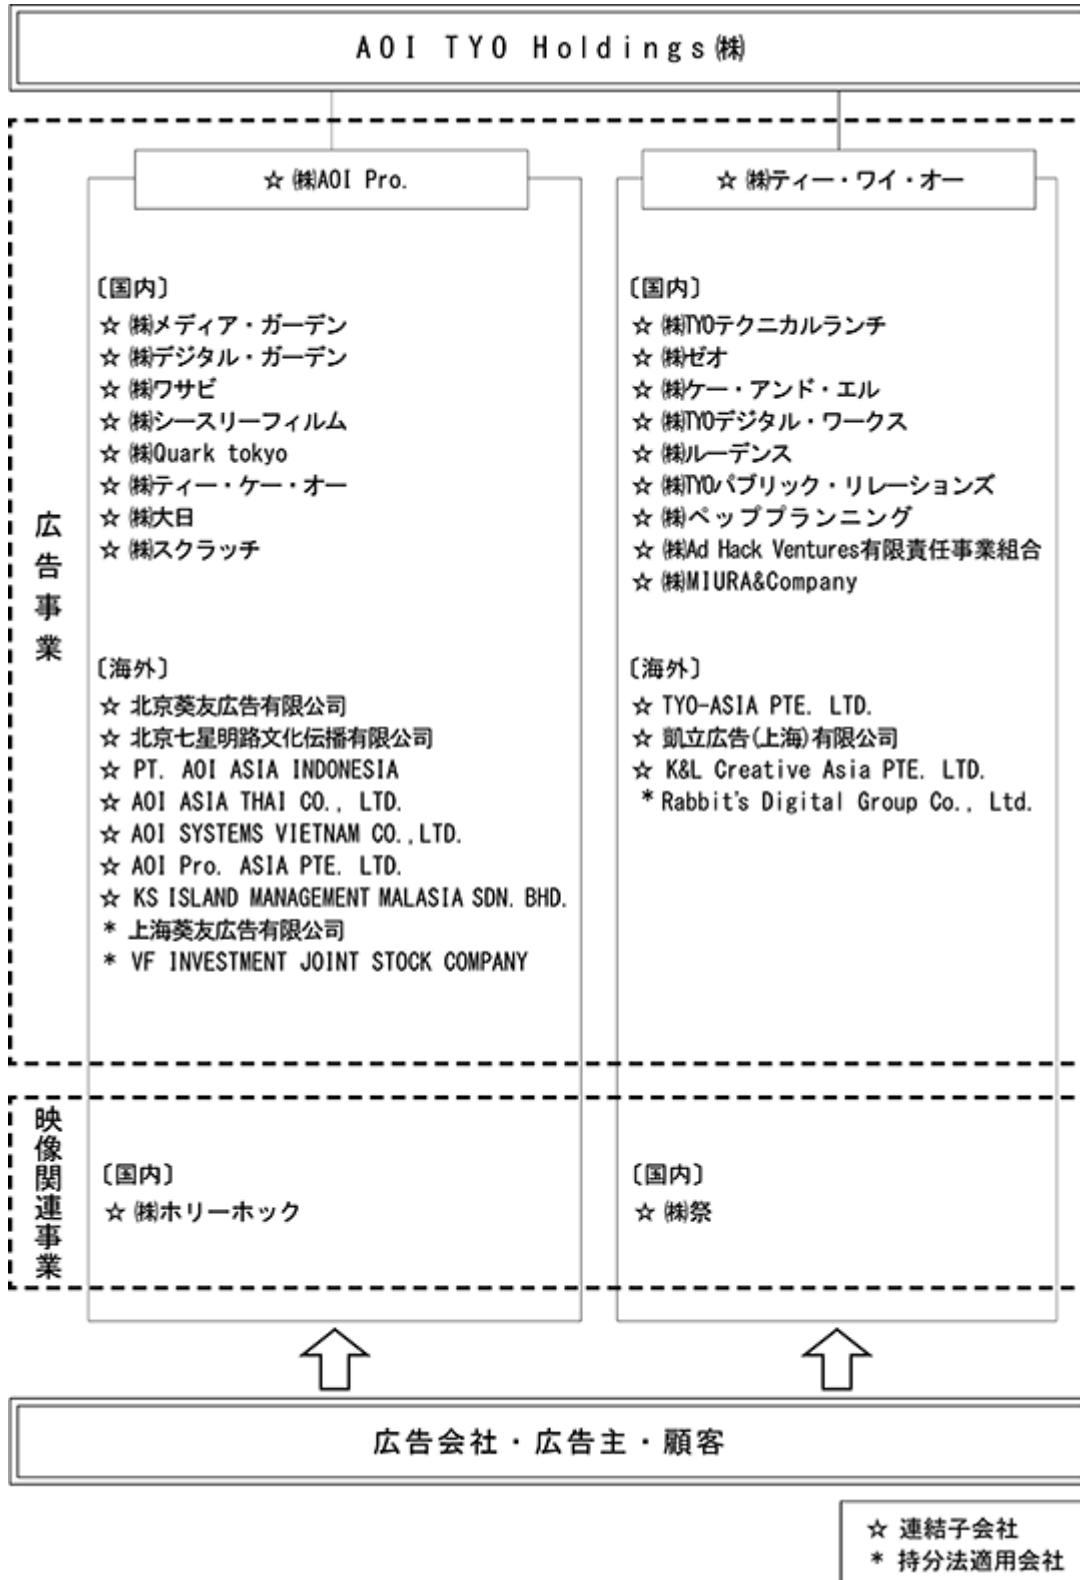 AOI TYO Holdings㈱
☆ ㈱AOI Pro.
〔国内〕
☆ ㈱メディア・ガーデン
☆ ㈱デジタル・ガーデン
☆ ㈱ワサビ
☆ ㈱シースリーフィルム
☆ ㈱Quark tokyo
☆ ㈱ティー・ケー・オー
☆ ㈱大日
☆ ㈱スクラッチ
〔海外〕
☆ 北京葵友広告有限公司
☆ 北京七星明路文化伝播有限公司
☆ PT. AOI ASIA INDONESIA
☆ AOI ASIA THAI CO., LTD.
☆ AOI SYSTEMS VIETNAM CO.,LTD.
☆ AOI Pro. ASIA PTE. LTD.
☆ KS ISLAND MANAGEMENT MALASIA SDN. BHD.
* 上海葵友広告有限公司
* VF INVESTMENT JOINT STOCK COMPANY
☆ ㈱ティー・ワイ・オー
〔国内〕
☆ ㈱TYOテクニカルランチ
☆ ㈱ゼオ
☆ ㈱ケー・アンド・エル
☆ ㈱TYOデジタル・ワークス
☆ ㈱ルーデンス
☆ ㈱TYOパブリック・リレーションズ
☆ ㈱ペッププランニング
☆ ㈱Ad Hack Ventures有限責任事業組合
☆ ㈱MIURA&Company
〔海外〕
☆ TYO-ASIA PTE. LTD.
☆ 凱立広告(上海)有限公司
☆ K&L Creative Asia PTE. LTD.
* Rabbit's Digital Group Co., Ltd.
広告事業
映像関連事業
〔国内〕
☆ ㈱ホリーホック
〔国内〕
☆ ㈱祭
広告会社・広告主・顧客
☆ 連結子会社
* 持分法適用会社